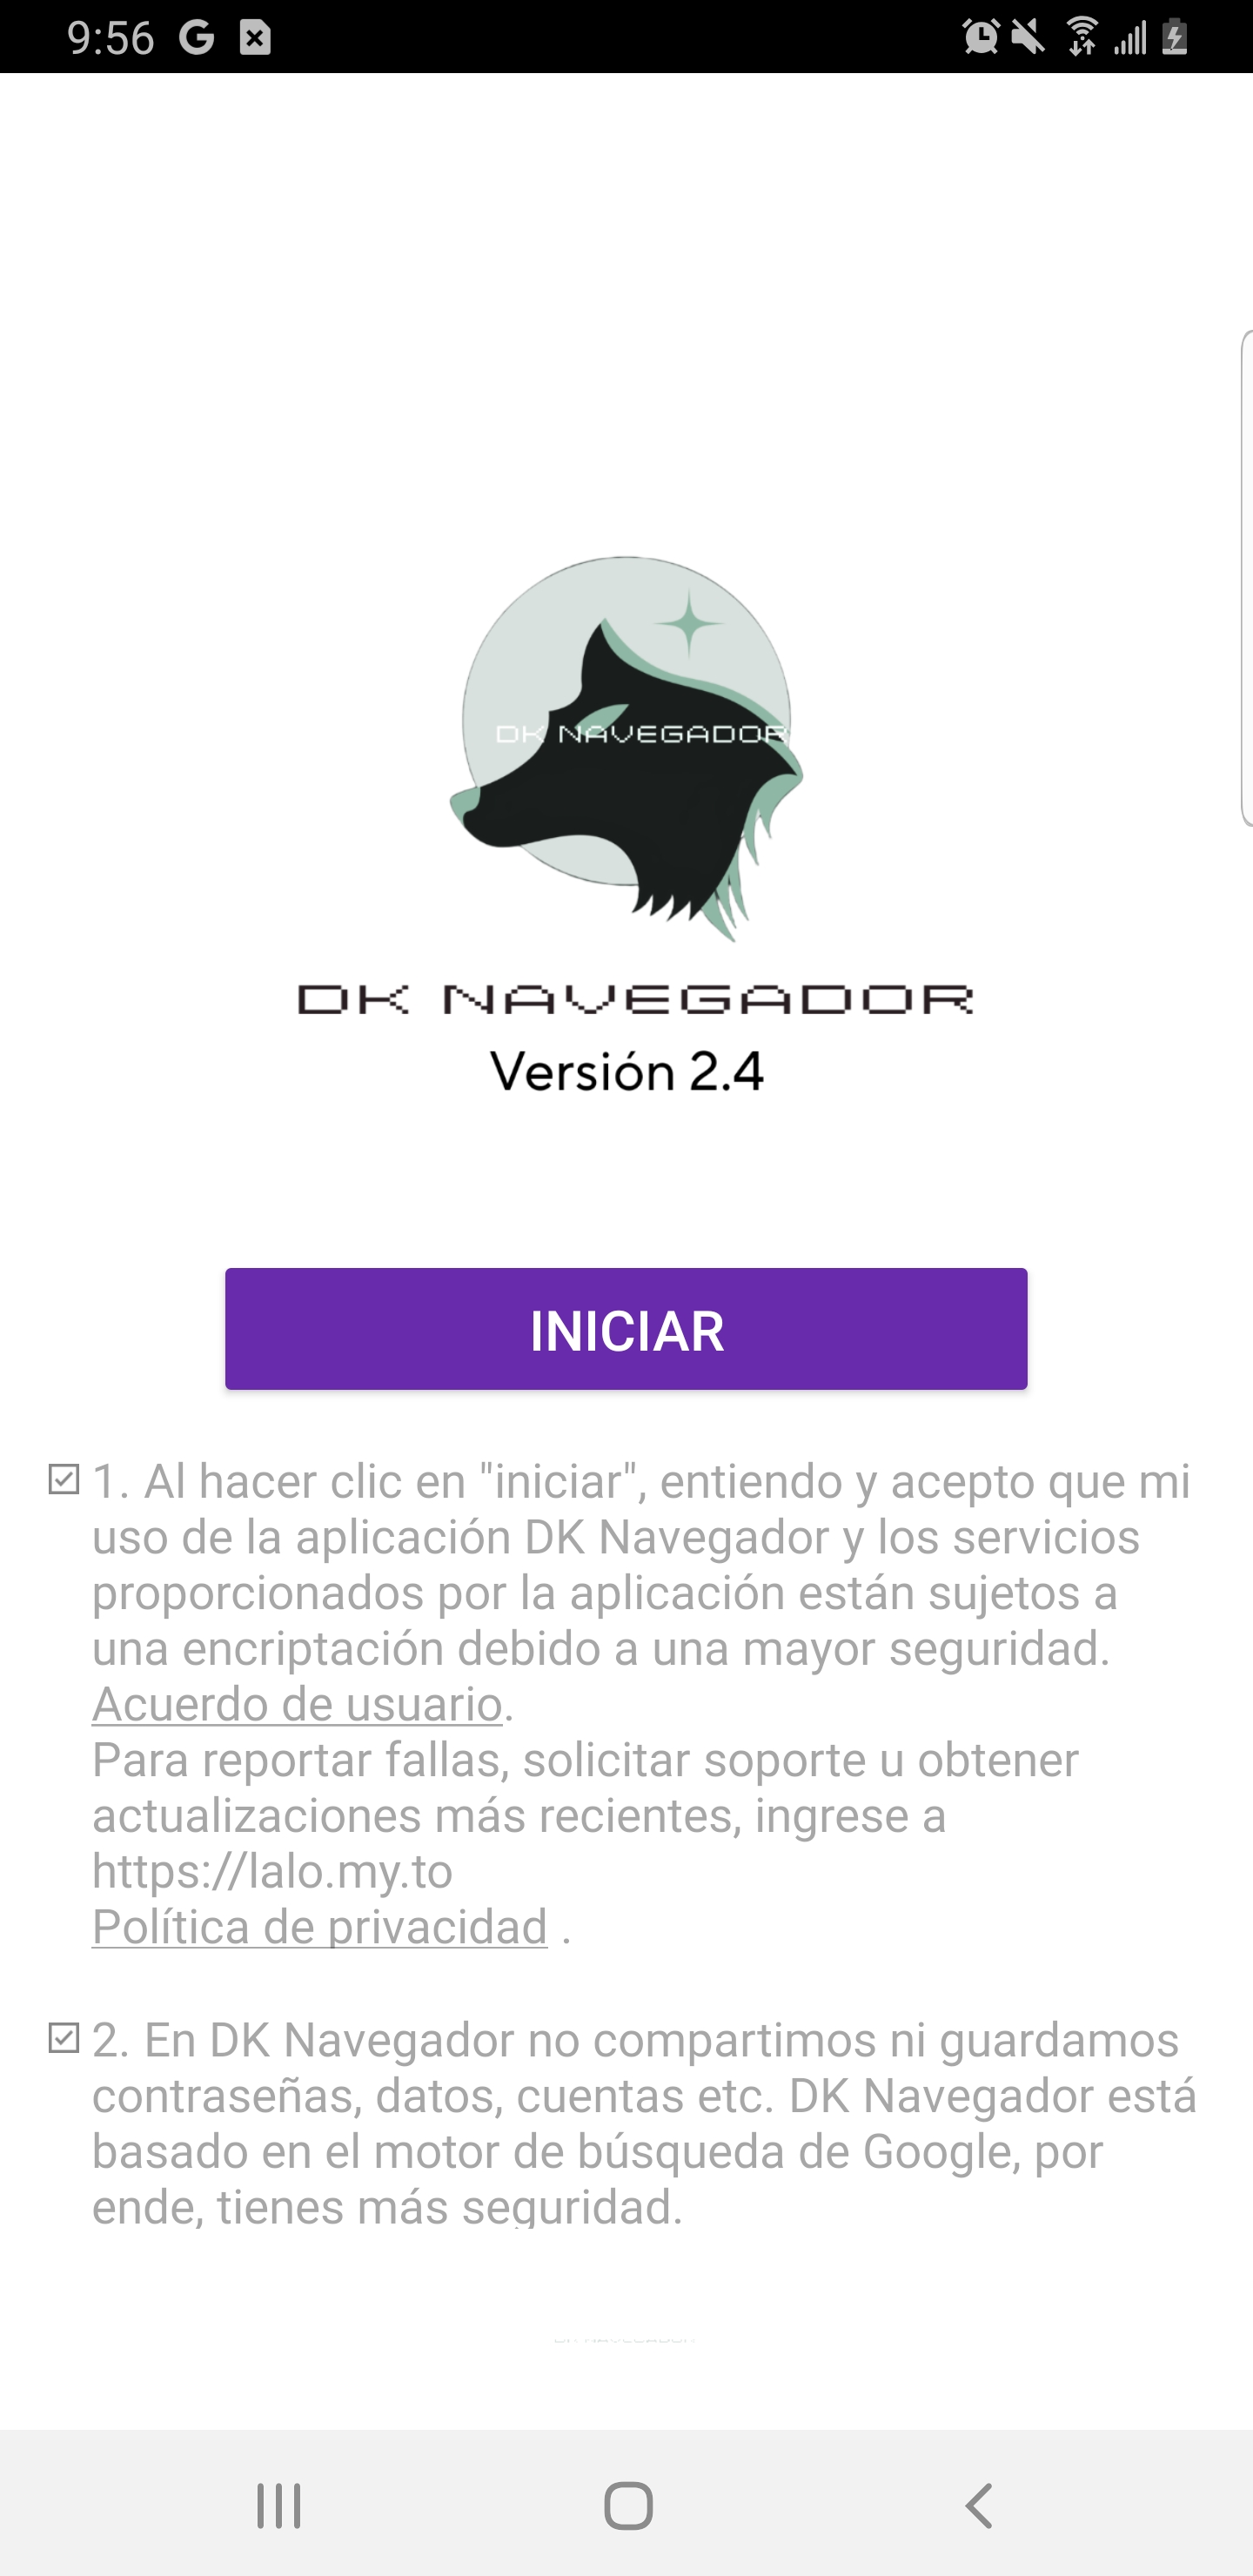 9:56
DK NAVEGADOR
DK NAVEGADOR
Versión 2.4
INICIAR
1. Al hacer clic en "iniciar", entiendo y acepto que mi
uso de la aplicación DK Navegador y los servicios
proporcionados por la aplicación están sujetos a
una encriptación debido a una mayor seguridad.
Acuerdo de usuario.
Para reportar fallas, solicitar soporte u obtener
actualizaciones más recientes, ingrese a
https://lalo.my.to
Política de privacidad .
2. En DK Navegador no compartimos ni guardamos
contraseñas, datos, cuentas etc. DK Navegador está
basado en el motor de búsqueda de Google, por
ende, tienes más seguridad.